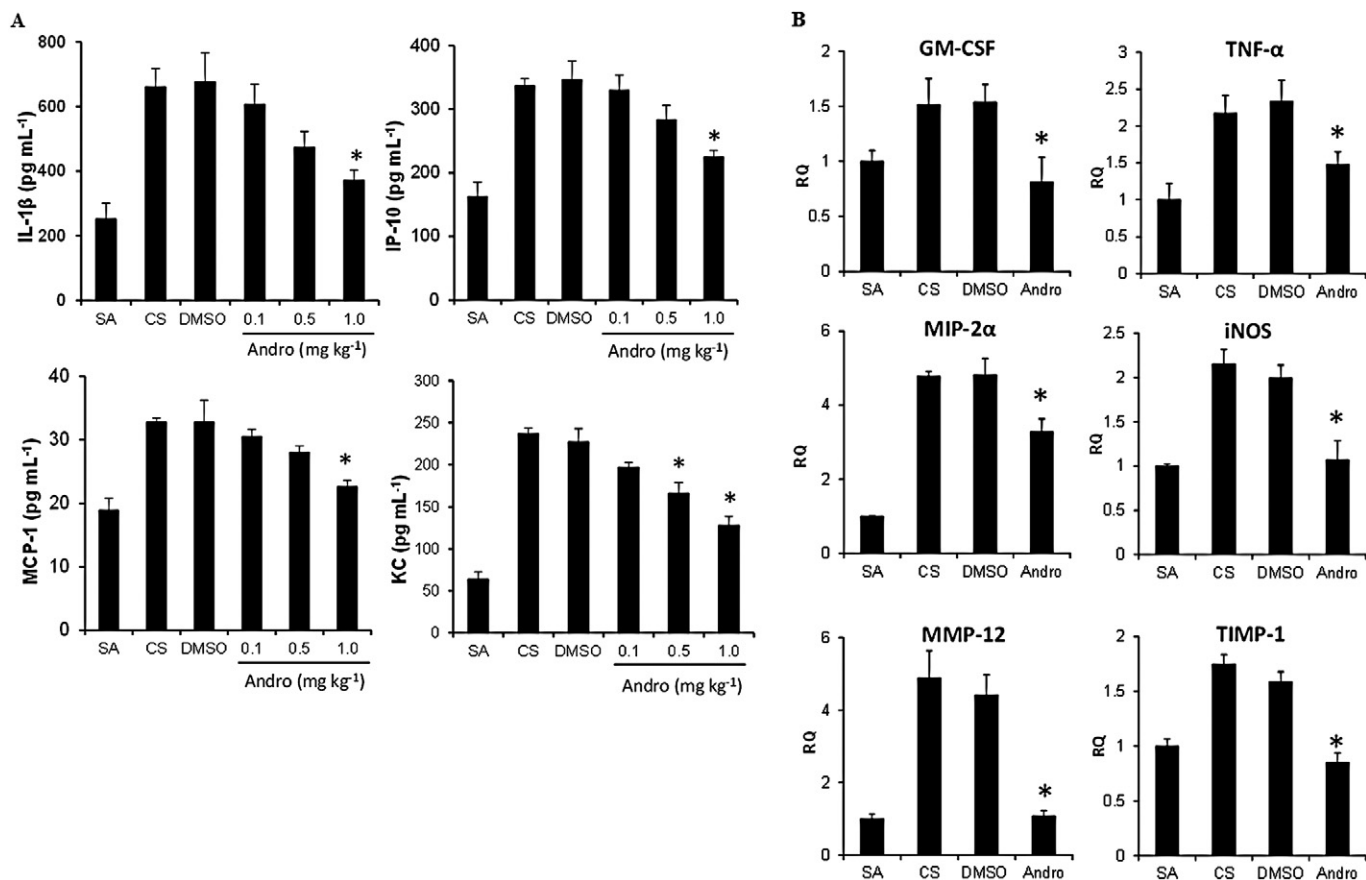 A
IL-1β (pg mL⁻¹)
800
600
400
200
0
SA CS DMSO 0.1 0.5 1.0
Andro (mg kg⁻¹)
*
IP-10 (pg mL⁻¹)
400
300
200
100
0
SA CS DMSO 0.1 0.5 1.0
Andro (mg kg⁻¹)
*
MCP-1 (pg mL⁻¹)
40
30
20
10
0
SA CS DMSO 0.1 0.5 1.0
Andro (mg kg⁻¹)
*
KC (pg mL⁻¹)
300
250
200
150
100
50
0
SA CS DMSO 0.1 0.5 1.0
Andro (mg kg⁻¹)
* *
B
GM-CSF
RQ
2
1.5
1
0.5
0
SA CS DMSO Andro
*
TNF-α
RQ
3
2.5
2
1.5
1
0.5
0
SA CS DMSO Andro
*
MIP-2α
RQ
6
4
2
0
SA CS DMSO Andro
*
iNOS
RQ
2.5
2
1.5
1
0.5
0
SA CS DMSO Andro
*
MMP-12
RQ
6
4
2
0
SA CS DMSO Andro
*
TIMP-1
RQ
2
1.5
1
0.5
0
SA CS DMSO Andro
*